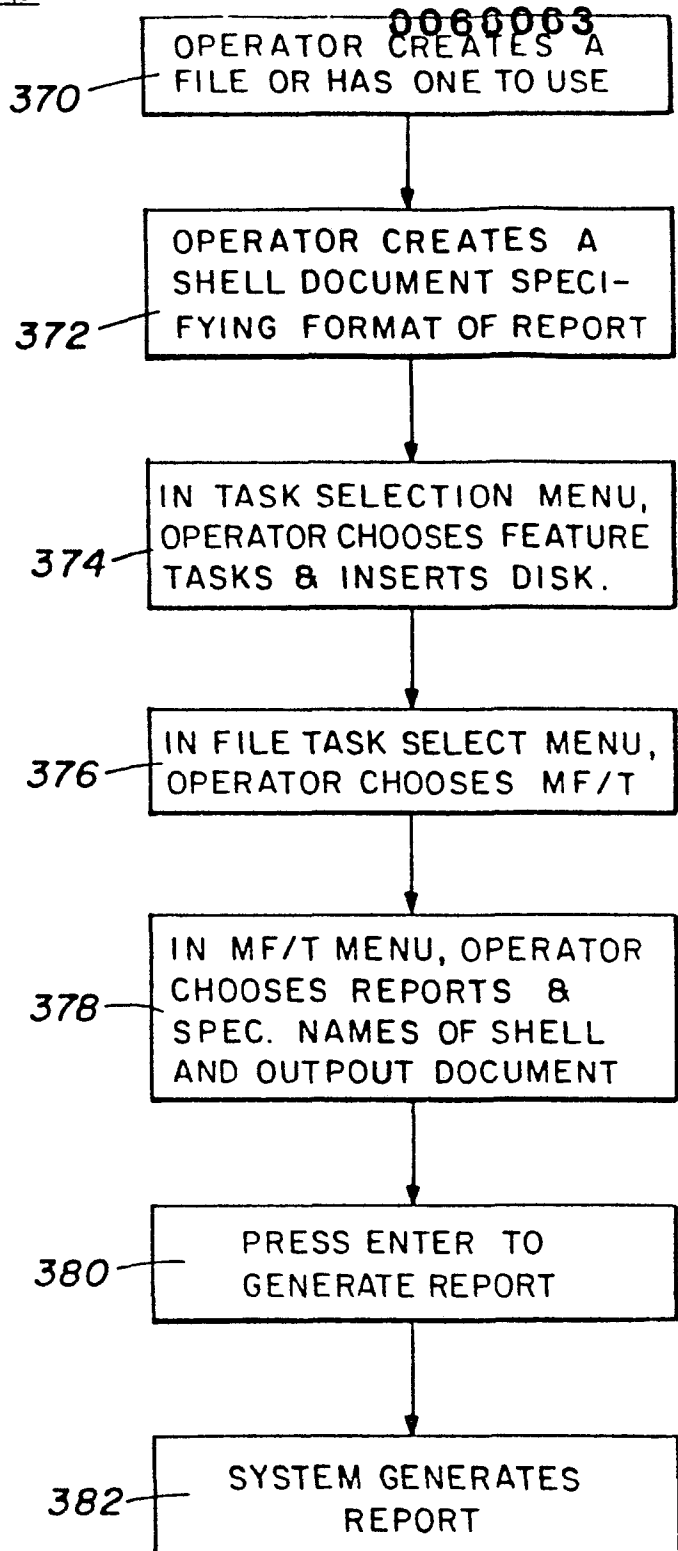 0060063
OPERATOR CREATES A
FILE OR HAS ONE TO USE
370
OPERATOR CREATES A
SHELL DOCUMENT SPECI-
FYING FORMAT OF REPORT
372
IN TASK SELECTION MENU,
OPERATOR CHOOSES FEATURE
TASKS & INSERTS DISK.
374
IN FILE TASK SELECT MENU,
OPERATOR CHOOSES MF/T
376
IN MF/T MENU, OPERATOR
CHOOSES REPORTS &
SPEC. NAMES OF SHELL
AND OUTPOUT DOCUMENT
378
PRESS ENTER TO
GENERATE REPORT
380
SYSTEM GENERATES
REPORT
382